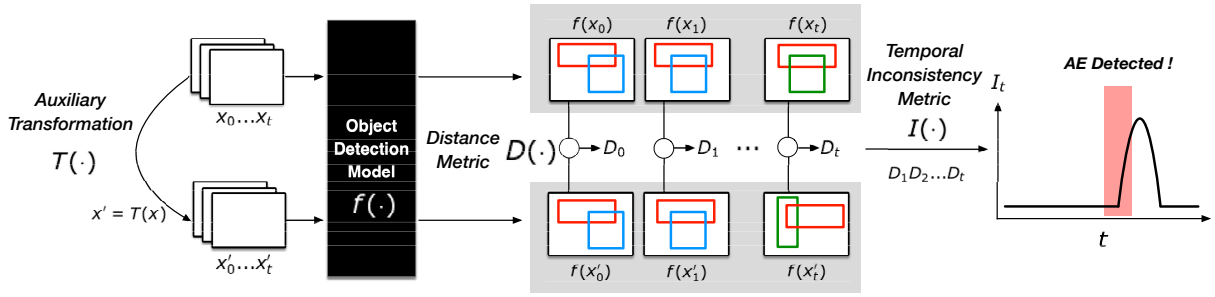 Auxiliary
Transformation
T(·)
x' = T(x)
x₀...xₜ
x'₀...x'ₜ
Object
Detection
Model
f(·)
Distance
Metric
D(·)
f(x₀)
f(x₁)
f(xₜ)
D₀
D₁
...
Dₜ
f(x'₀)
f(x'₁)
f(x'ₜ)
Temporal
Inconsistency
Metric
I(·)
D₁D₂...Dₜ
AE Detected !
Iₜ
t